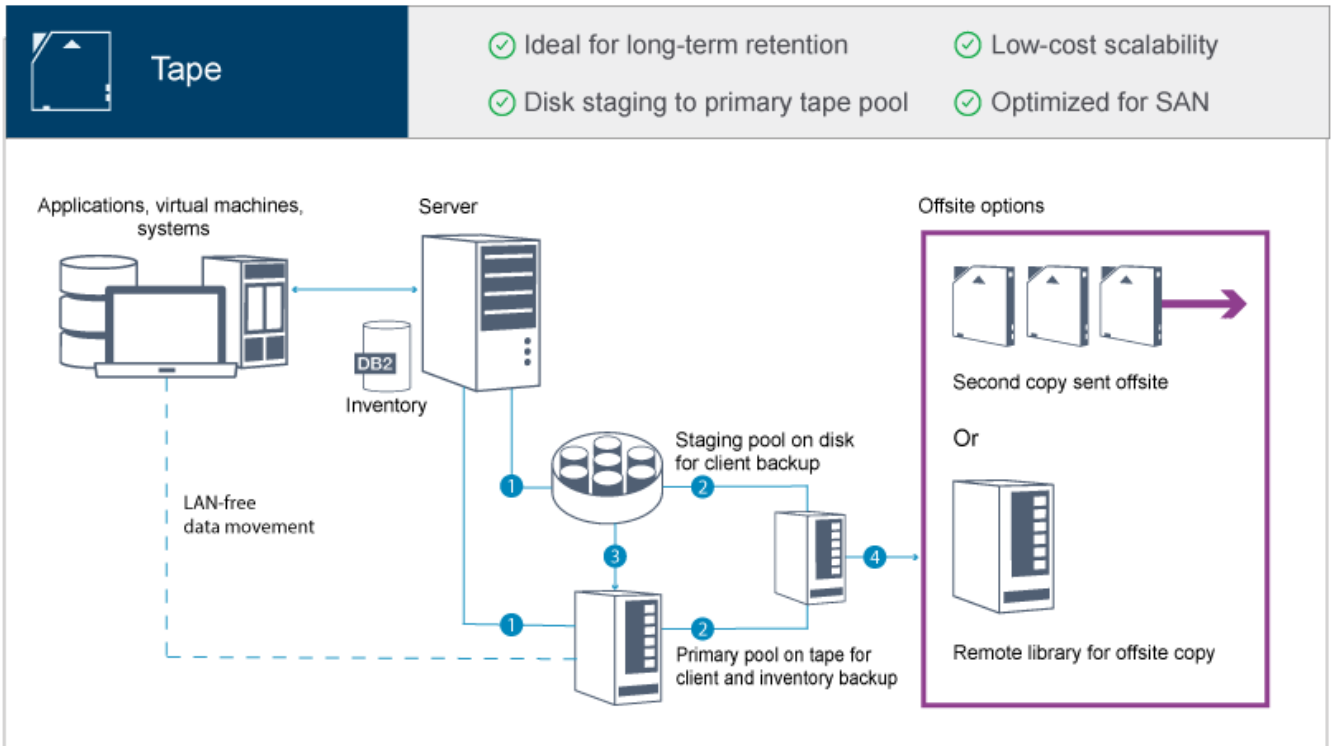 Tape
Ideal for long-term retention
Low-cost scalability
Disk staging to primary tape pool
Optimized for SAN
Applications, virtual machines,
systems
Server
Offsite options
DB2
Inventory
Second copy sent offsite
Or
Staging pool on disk
for client backup
1
2
LAN-free
data movement
3
4
1
2
Primary pool on tape for
client and inventory backup
Remote library for offsite copy